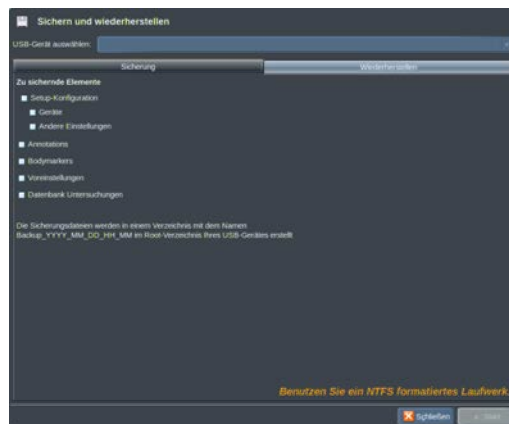 Sichern und wiederherstellen
USB-Gerät auswählen:
Sicherung
Wiederherstellen
Zu sichernde Elemente
Setup-Konfiguration
Geräte
Andere Einstellungen
Annotations
Bodymarkers
Voreinstellungen
Datenbank Untersuchungen
Die Sicherungsdateien werden in einem Verzeichnis mit dem Namen
Backup_YYYY_MM_DD_HH_MM im Root-Verzeichnis Ihres USB-Gerätes erstellt
Benutzen Sie ein NTFS formatiertes Laufwerk
Schließen